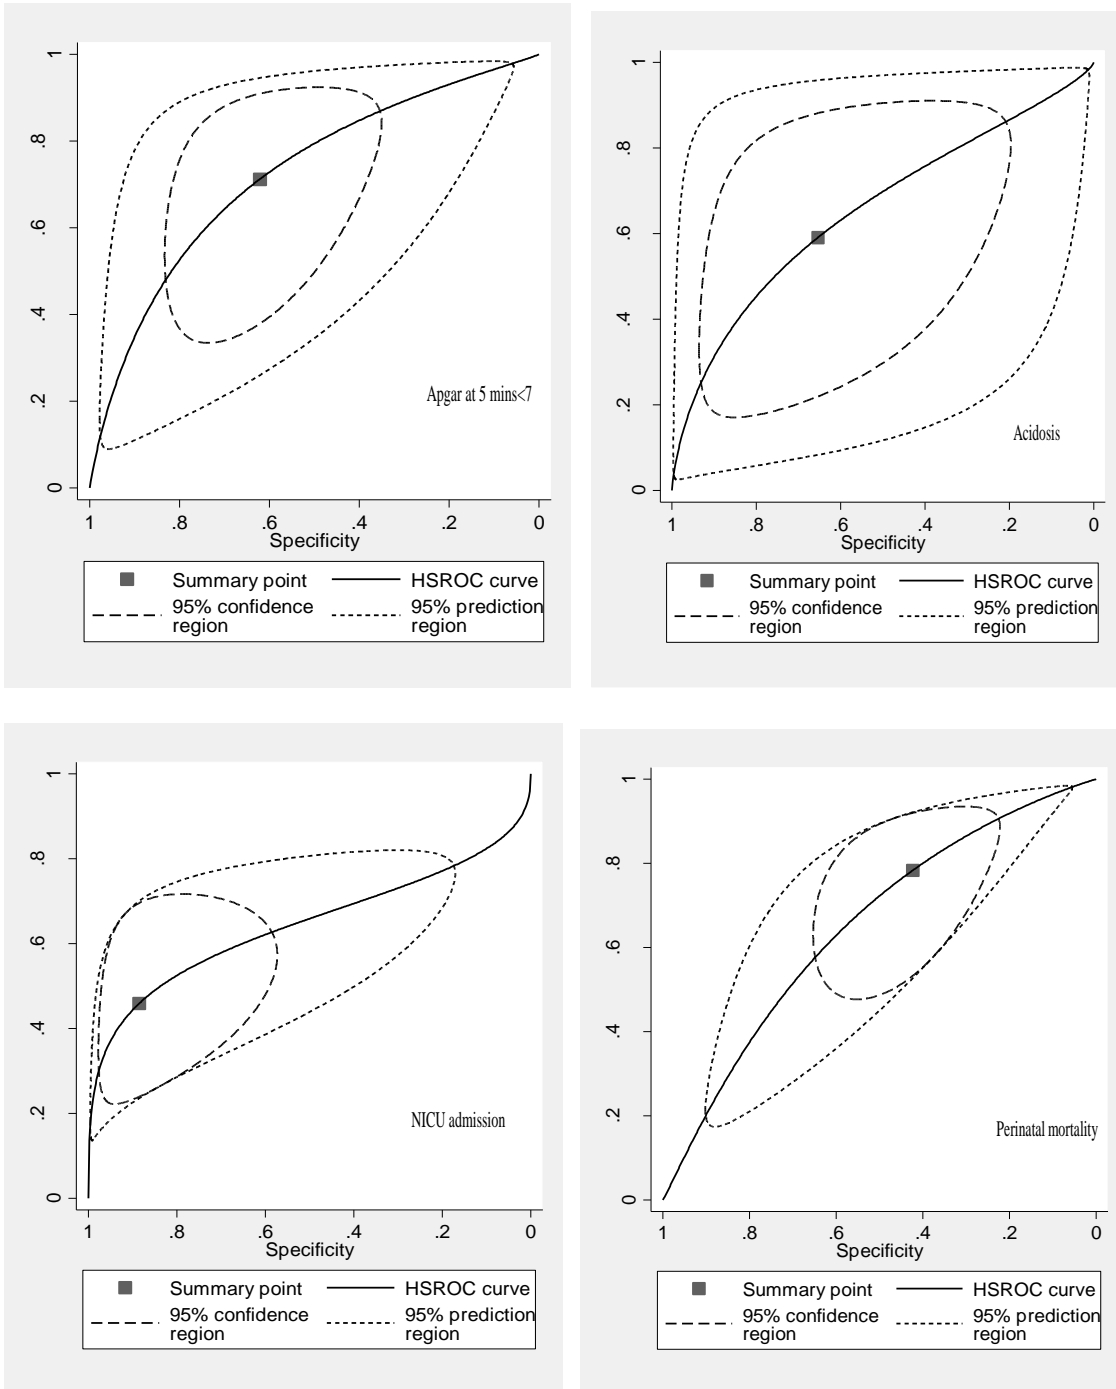 1
.8
.6
.4
.2
0
Apgar at 5 mins<7
1 .8 .6 .4 .2 0
Specificity
Summary point HSROC curve
95% confidence 95% prediction
region region
1
.8
.6
.4
.2
0
Acidosis
1 .8 .6 .4 .2 0
Specificity
Summary point HSROC curve
95% confidence 95% prediction
region region
1
.8
.6
.4
.2
0
NICU admission
1 .8 .6 .4 .2 0
Specificity
Summary point HSROC curve
95% confidence 95% prediction
region region
1
.8
.6
.4
.2
0
Perinatal mortality
1 .8 .6 .4 .2 0
Specificity
Summary point HSROC curve
95% confidence 95% prediction
region region